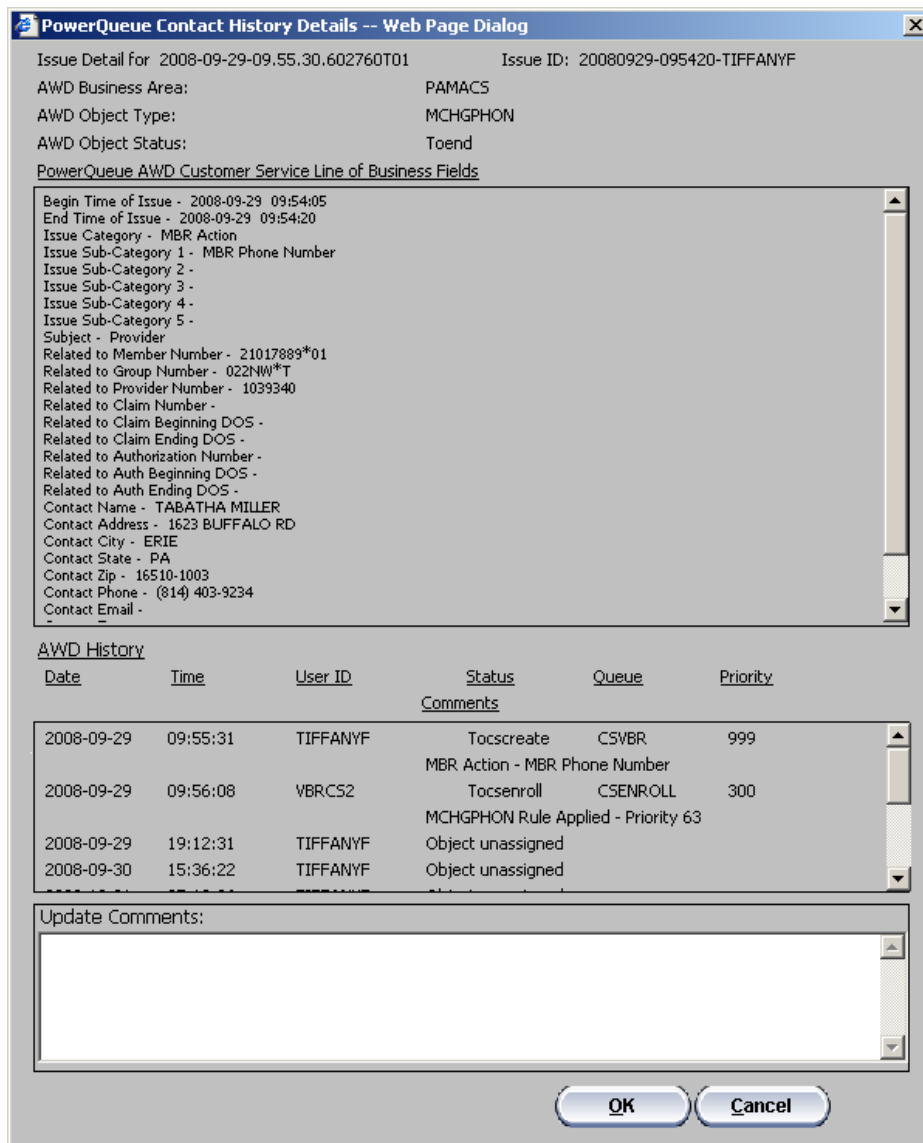 PowerQueue Contact History Details -- Web Page Dialog
Issue Detail for 2008-09-29-09.55.30.602760T01 Issue ID: 20080929-095420-TIFFANYF
AWD Business Area: PAMACS
AWD Object Type: MCHGPHON
AWD Object Status: Toend
PowerQueue AWD Customer Service Line of Business Fields
Begin Time of Issue - 2008-09-29 09:54:05
End Time of Issue - 2008-09-29 09:54:20
Issue Category - MBR Action
Issue Sub-Category 1 - MBR Phone Number
Issue Sub-Category 2 -
Issue Sub-Category 3 -
Issue Sub-Category 4 -
Issue Sub-Category 5 -
Subject - Provider
Related to Member Number - 21017889*01
Related to Group Number - 022NW*T
Related to Provider Number - 1039340
Related to Claim Number -
Related to Claim Beginning DOS -
Related to Claim Ending DOS -
Related to Authorization Number -
Related to Auth Beginning DOS -
Related to Auth Ending DOS -
Contact Name - TABATHA MILLER
Contact Address - 1623 BUFFALO RD
Contact City - ERIE
Contact State - PA
Contact Zip - 16510-1003
Contact Phone - (814) 403-9234
Contact Email -
AWD History
Date Time User ID Status Queue Priority
Comments
2008-09-29 09:55:31 TIFFANYF Tocscreate CSVBR 999
MBR Action - MBR Phone Number
2008-09-29 09:56:08 VBRCS2 Tocsenroll CSENROLL 300
MCHGPHON Rule Applied - Priority 63
2008-09-29 19:12:31 TIFFANYF Object unassigned
2008-09-30 15:36:22 TIFFANYF Object unassigned
Update Comments:
OK Cancel